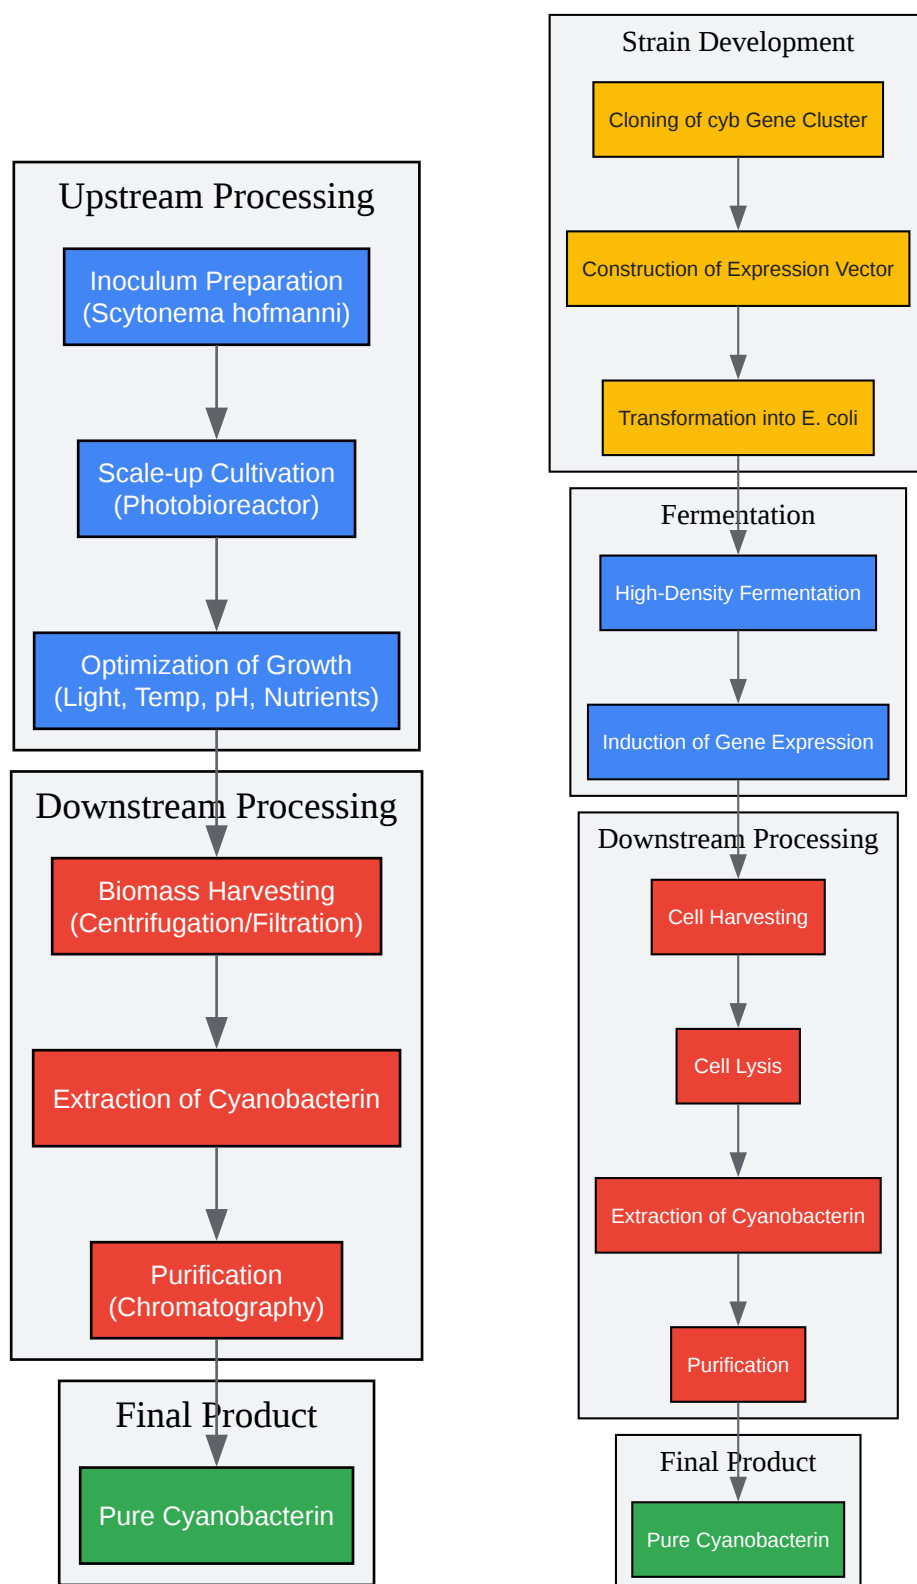 Upstream Processing
Inoculum Preparation
(Scytonema hofmanni)
Scale-up Cultivation
(Photobioreactor)
Optimization of Growth
(Light, Temp, pH, Nutrients)
Downstream Processing
Biomass Harvesting
(Centrifugation/Filtration)
Extraction of Cyanobacterin
Purification
(Chromatography)
Final Product
Pure Cyanobacterin
Strain Development
Cloning of cyb Gene Cluster
Construction of Expression Vector
Transformation into E. coli
Fermentation
High-Density Fermentation
Induction of Gene Expression
Downstream Processing
Cell Harvesting
Cell Lysis
Extraction of Cyanobacterin
Purification
Final Product
Pure Cyanobacterin